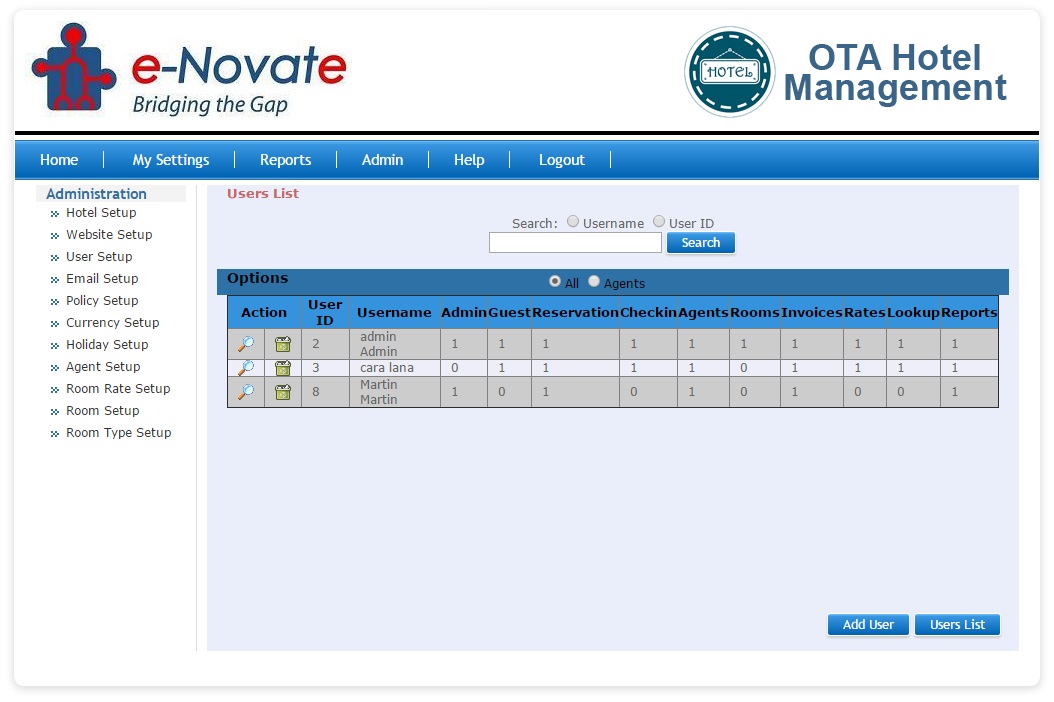 e-Novate
Bridging the Gap
HOTEL
OTA Hotel
Management
Home
My Settings
Reports
Admin
Help
Logout
Administration
Hotel Setup
Website Setup
User Setup
Email Setup
Policy Setup
Currency Setup
Holiday Setup
Agent Setup
Room Rate Setup
Room Setup
Room Type Setup
Users List
Search: Username User ID
Search
Options
All Agents
Action User ID Username Admin Guest Reservation Checkin Agents Rooms Invoices Rates Lookup Reports
2 admin Admin 1 1 1 1 1 1 1 1 1 1
3 cara lana 0 1 1 1 1 0 1 1 1 1
8 Martin Martin 1 0 1 0 1 0 1 0 0 1
Add User
Users List